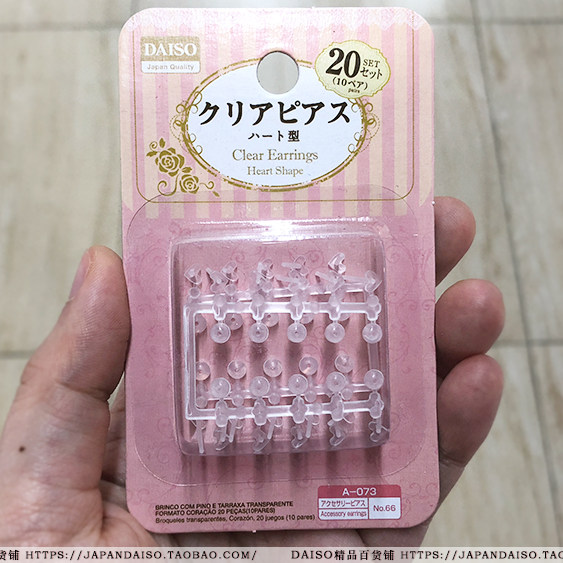 DAISO
Japan Quality
20 SET
セット
(10ペア)
pairs
クリアピアス
ハート型
Clear Earrings
Heart Shape
A-073
アクセサリーピアス
Accessory earrings
No.66
BRINCO COM PINO E TARRAXA TRANSPARENTE
FORMATO CORAÇÃO 20 PEÇAS(10PARES)
Broqueles transparentes, Corazón, 20 juegos (10 pares)
货铺 HTTPS://JAPANDAISO.TAOBAO.COM/
DAISO精品百货铺 HTTPS://JAPANDAISO.TAO